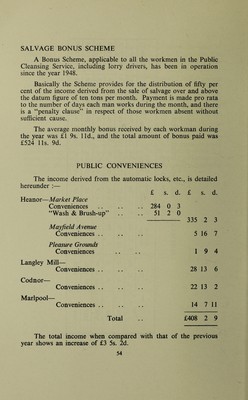 SALVAGE BONUS SCHEME
A Bonus Scheme, applicable to all the workmen in the Public
Cleansing Service, including lorry drivers, has been in operation
since the year 1948.
Basically the Scheme provides for the distribution of fifty per
cent of the income derived from the sale of salvage over and above
the datum figure of ten tons per month. Payment is made pro rata
to the number of days each man works during the month, and there
is a "penalty clause" in respect of those workmen absent without
sufficient cause.
The average monthly bonus received by each workman during
the year was £1 9s. 11d., and the total amount of bonus paid was
£524 11s. 9d.
PUBLIC CONVENIENCES
The income derived from the automatic locks, etc., is detailed
hereunder :—
£ s. d. £ s. d.
Heanor—Market Place
Conveniences .. .. .. 284 0 3
"Wash & Brush-up" .. .. 51 2 0
335 2 3
Mayfield Avenue
Conveniences .. .. .. 5 16 7
Pleasure Grounds
Conveniences .. .. 1 9 4
Langley Mill—
Conveniences .. .. .. 28 13 6
Codnor—
Conveniences .. .. .. 22 13 2
Marlpool—
Conveniences .. .. .. 14 7 11
Total .. £408 2 9
The total income when compared with that of the previous
year shows an increase of £3 5s. 2d.
54